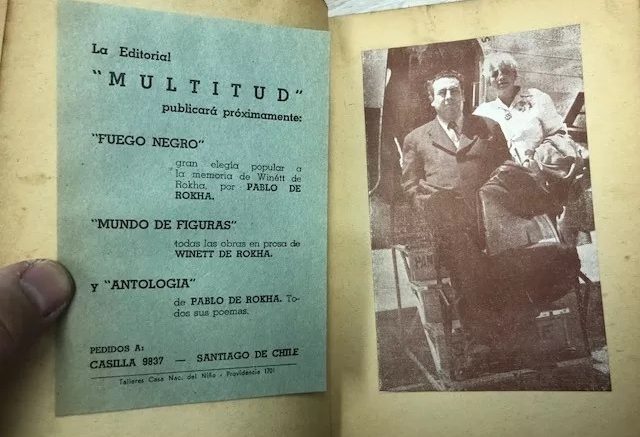 La Editorial
"MULTITUD"
publicará próximamente:
"FUEGO NEGRO"
gran elegía popular a
la memoria de Winétt de
Rokha, por PABLO DE
ROKHA.
"MUNDO DE FIGURAS"
todas las obras en prosa de
WINETT DE ROKHA.
y "ANTOLOGIA"
de PABLO DE ROKHA. To-
dos sus poemas.
PEDIDOS A:
CASILLA 9837 — SANTIAGO DE CHILE
Talleres Casa Nac. del Niño - Providencia 1701